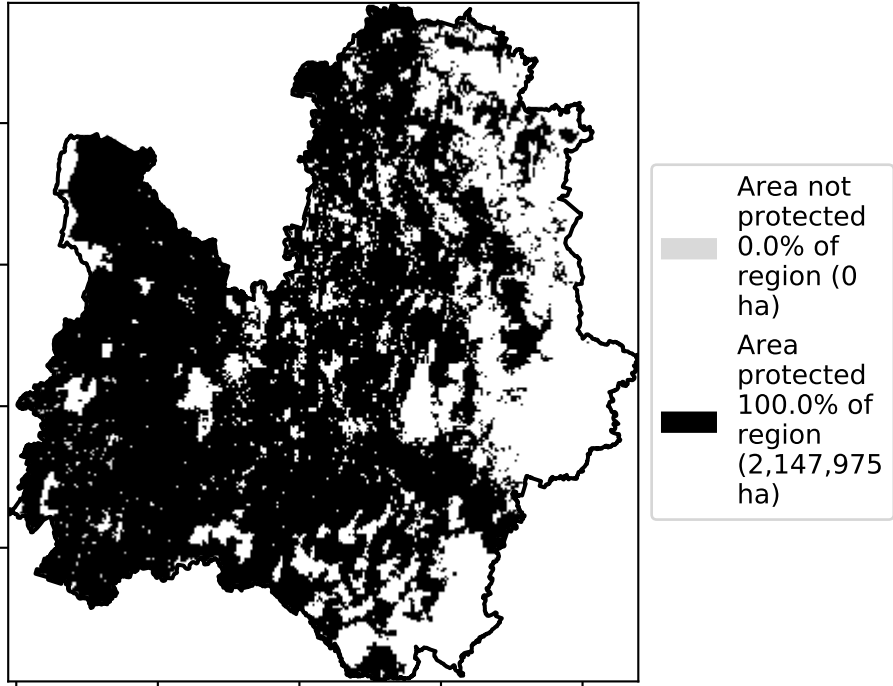 Area not
protected
0.0% of
region (0
ha)
Area
protected
100.0% of
region
(2,147,975
ha)